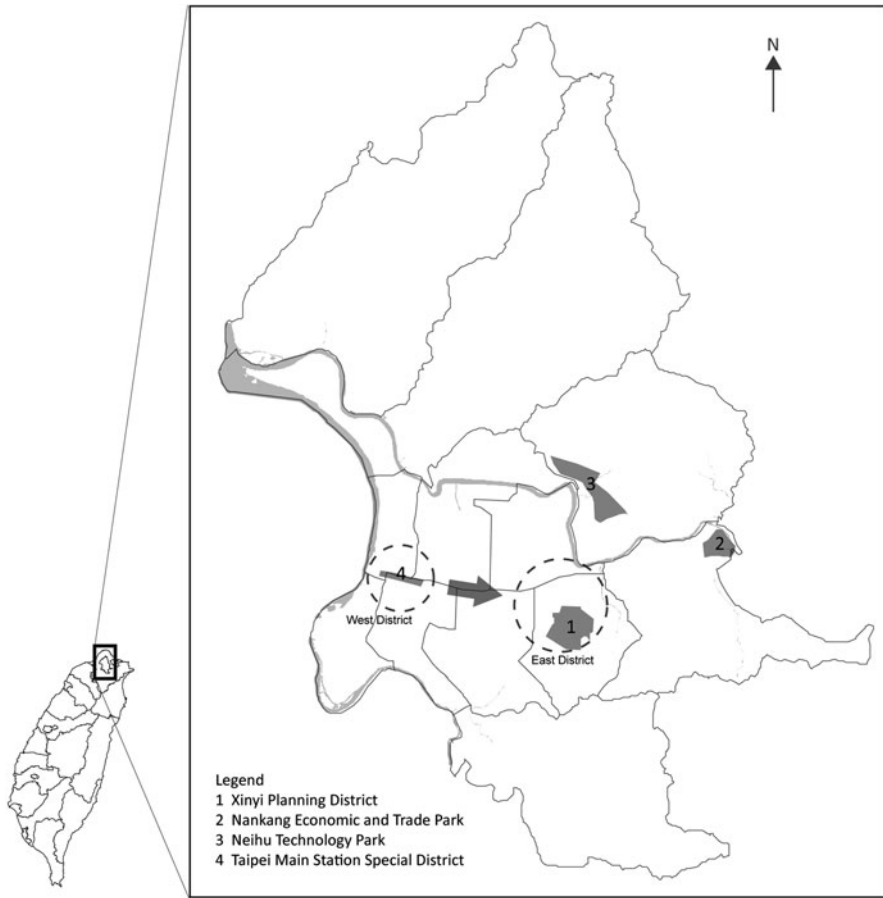 N
3
2
4
West District
1
East District
Legend
1 Xinyi Planning District
2 Nankang Economic and Trade Park
3 Neihu Technology Park
4 Taipei Main Station Special District